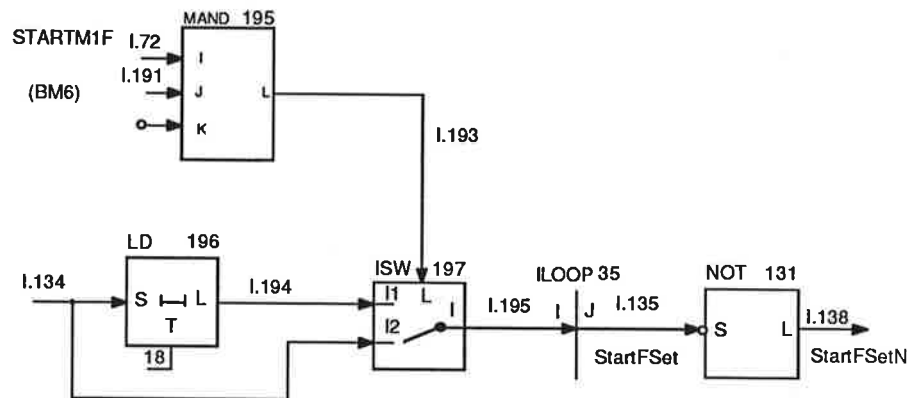 MAND 195
STARTM1F I.72
I
I.191
(BM6) J L
K
I.193
LD 196
ISW 197 ILOOP 35 NOT 131
I.134 S L I.194 I1 L I I.195 I J I.135 S L I.138
T I2
18 StartFSet StartFSetN